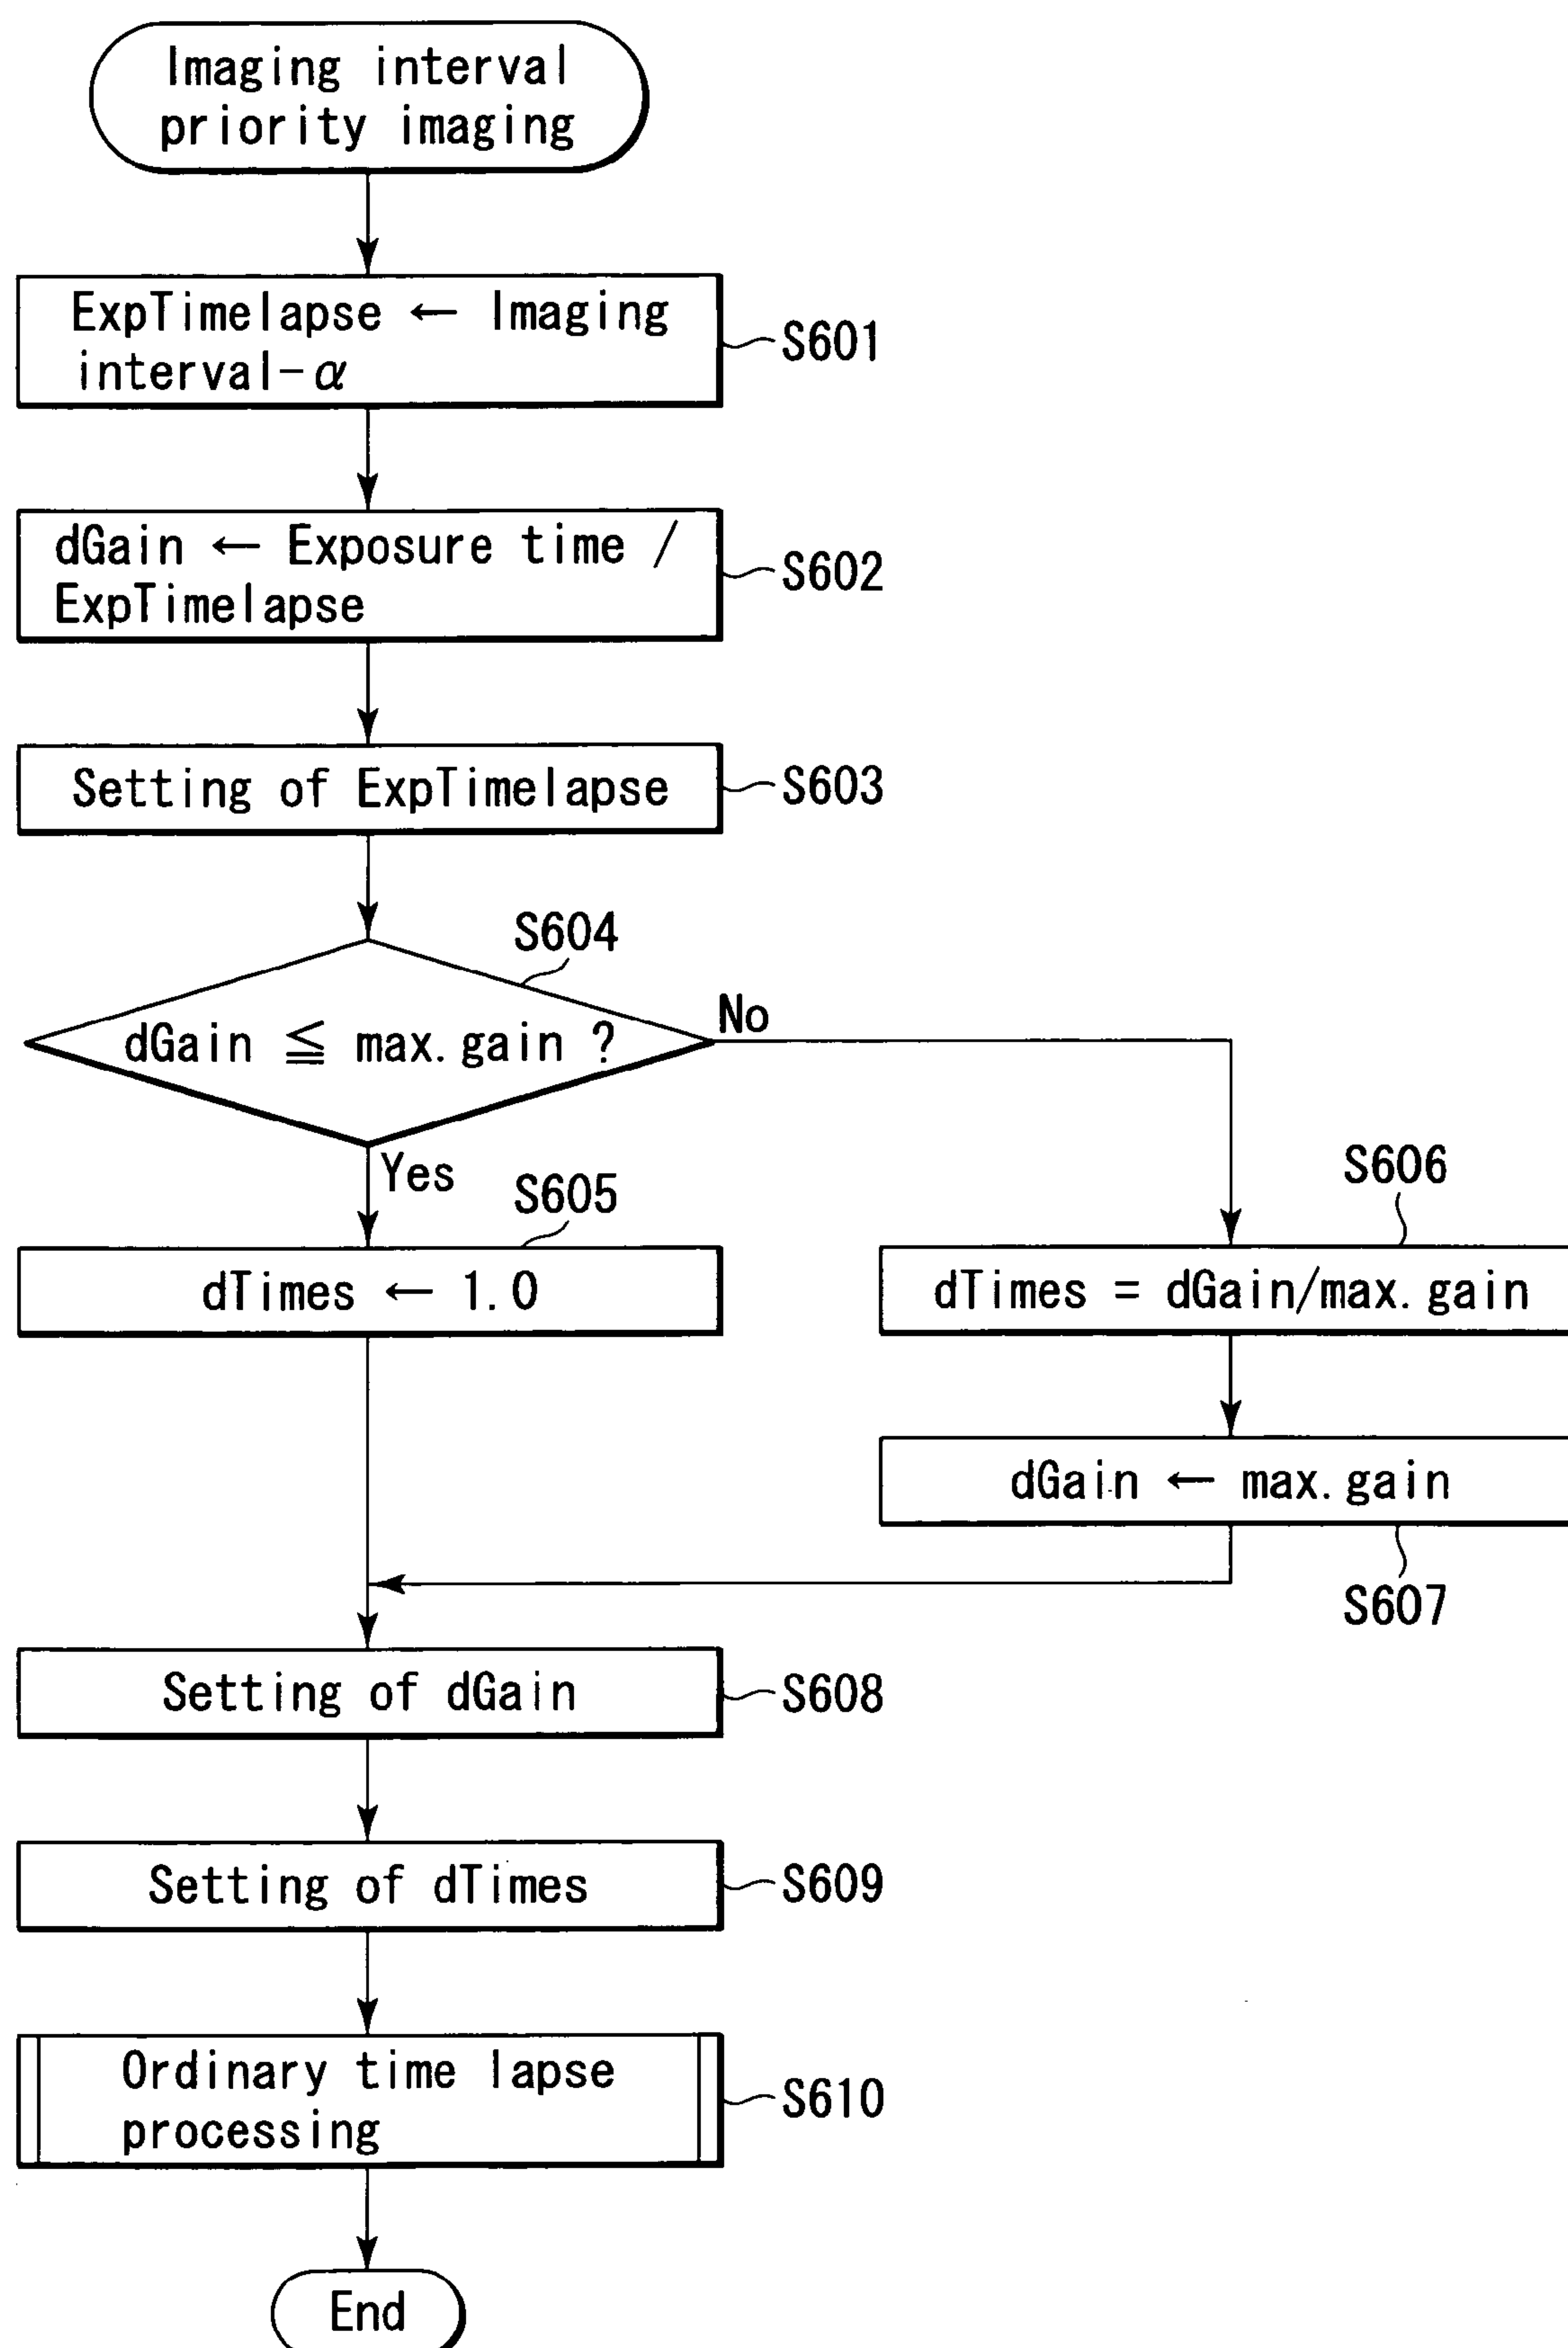 Imaging interval
priority imaging
ExpTimelapse ← Imaging
interval-α
S601
dGain ← Exposure time /
ExpTimelapse
S602
Setting of ExpTimelapse
S603
S604
dGain ≦ max.gain ?
No
Yes
S605
dTimes ← 1.0
S606
dTimes = dGain/max.gain
dGain ← max.gain
S607
Setting of dGain
S608
Setting of dTimes
S609
Ordinary time lapse
processing
S610
End